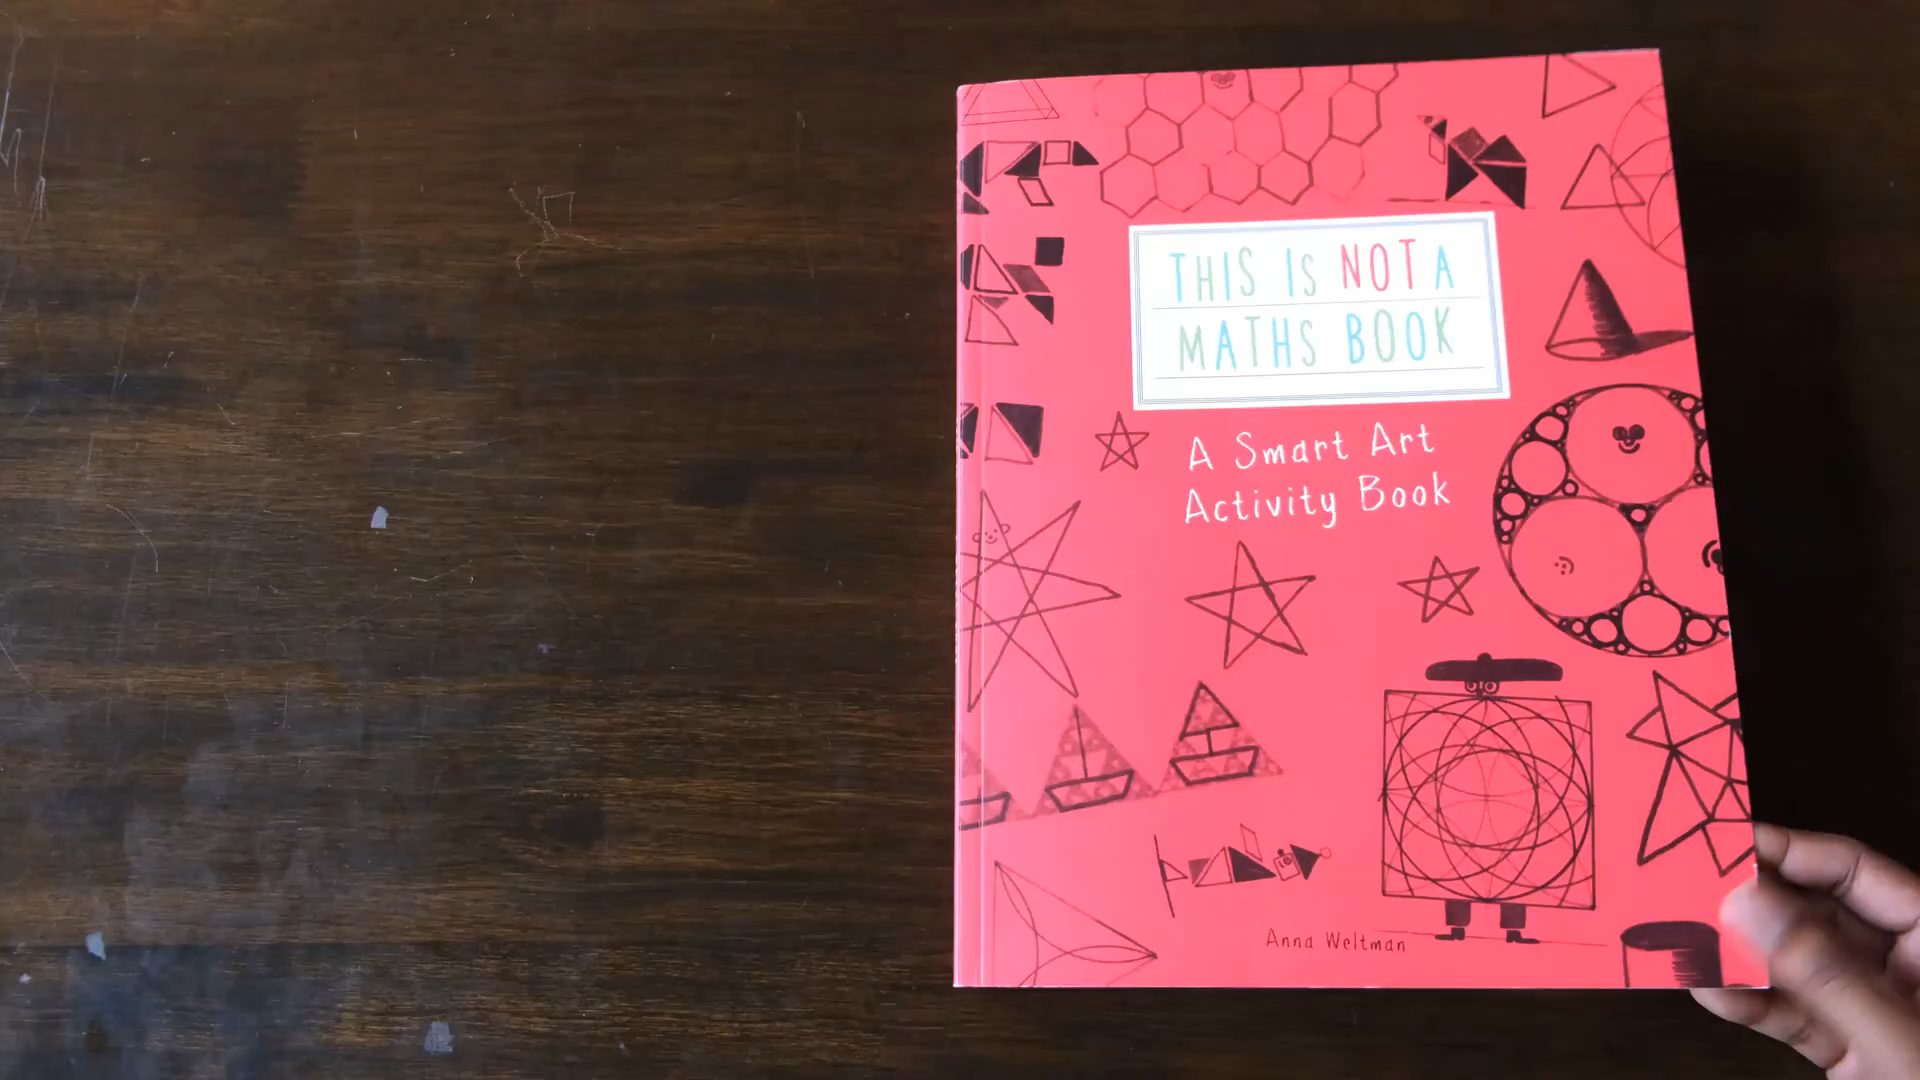 THIS IS NOT A
MATHS BOOK
A Smart Art
Activity Book
Anna Weltman